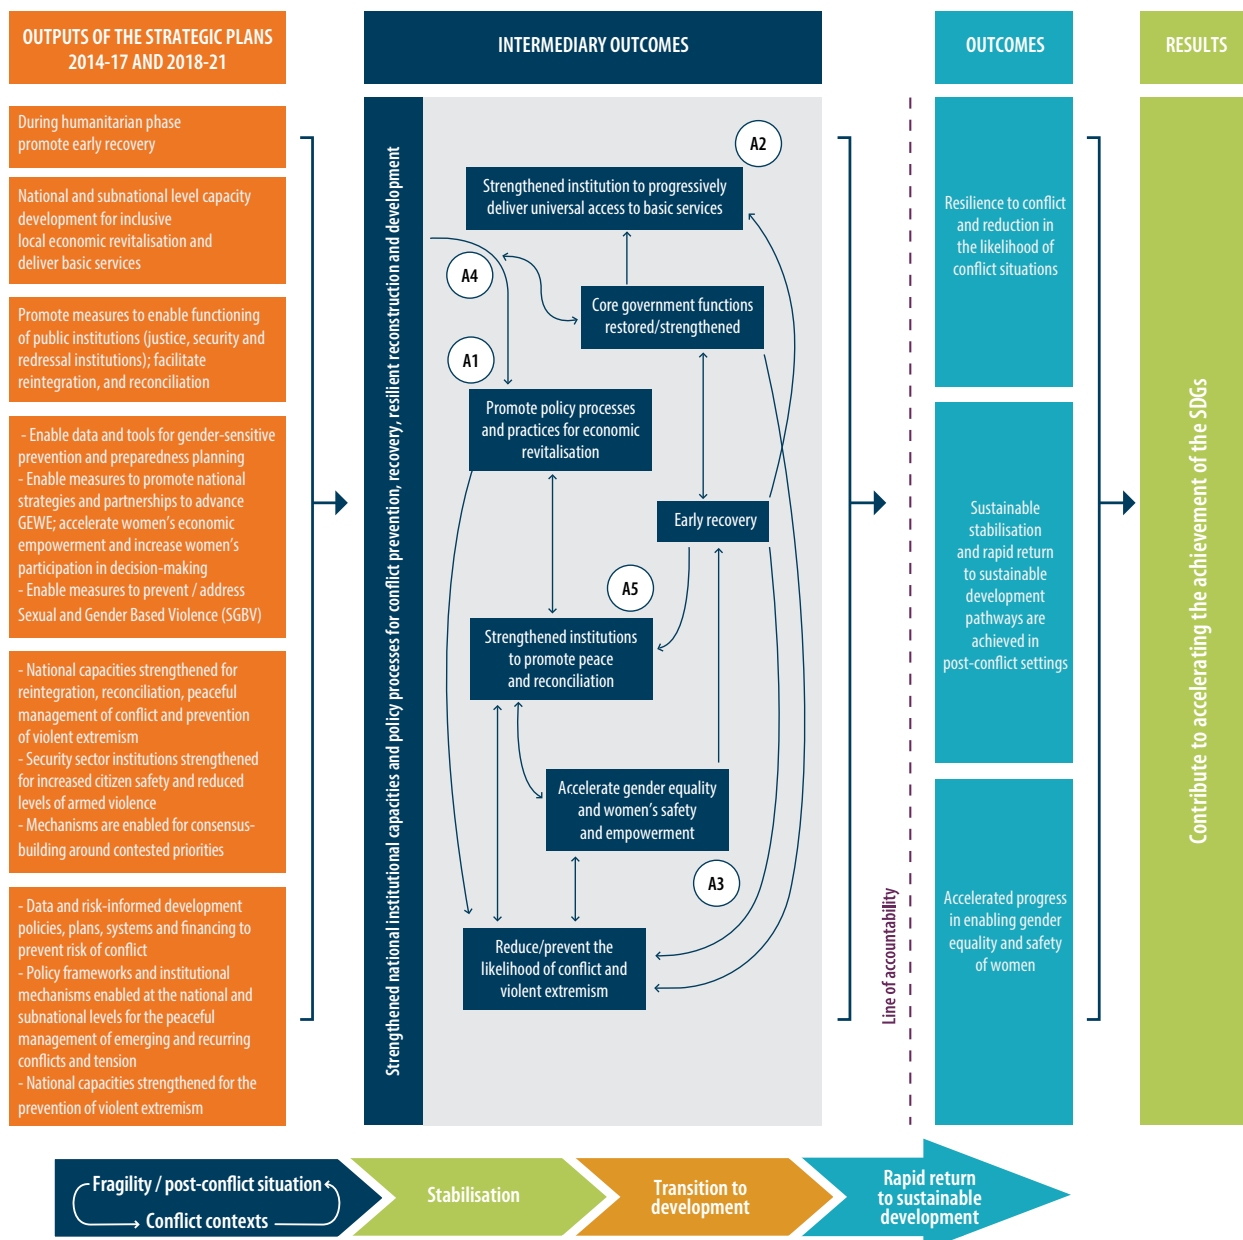 OUTPUTS OF THE STRATEGIC PLANS
2014-17 AND 2018-21
INTERMEDIARY OUTCOMES
OUTCOMES
RESULTS
During humanitarian phase
promote early recovery
National and subnational level capacity
development for inclusive
local economic revitalisation and
deliver basic services
Promote measures to enable functioning
of public institutions (justice, security and
redressal institutions); facilitate
reintegration, and reconciliation
- Enable data and tools for gender-sensitive
prevention and preparedness planning
- Enable measures to promote national
strategies and partnerships to advance
GEWE; accelerate women’s economic
empowerment and increase women’s
participation in decision-making
- Enable measures to prevent / address
Sexual and Gender Based Violence (SGBV)
- National capacities strengthened for
reintegration, reconciliation, peaceful
management of conflict and prevention
of violent extremism
- Security sector institutions strengthened
for increased citizen safety and reduced
levels of armed violence
- Mechanisms are enabled for consensus-
building around contested priorities
- Data and risk-informed development
policies, plans, systems and financing to
prevent risk of conflict
- Policy frameworks and institutional
mechanisms enabled at the national and
subnational levels for the peaceful
management of emerging and recurring
conflicts and tension
- National capacities strengthened for the
prevention of violent extremism
Strengthened national institutional capacities and policy processes for conflict prevention, recovery, resilient reconstruction and development
A2
Strengthened institution to progressively
deliver universal access to basic services
A4
Core government functions
restored/strengthened
A1
Promote policy processes
and practices for economic
revitalisation
Early recovery
A5
Strengthened institutions
to promote peace
and reconciliation
Accelerate gender equality
and women’s safety
and empowerment
A3
Reduce/prevent the
likelihood of conflict and
violent extremism
Line of accountability
Resilience to conflict
and reduction in
the likelihood of
conflict situations
Sustainable
stabilisation
and rapid return
to sustainable
development
pathways are
achieved in
post-conflict settings
Accelerated progress
in enabling gender
equality and safety
of women
Contribute to accelerating the achievement of the SDGs
Fragility / post-conflict situation
Conflict contexts
Stabilisation
Transition to
development
Rapid return
to sustainable
development